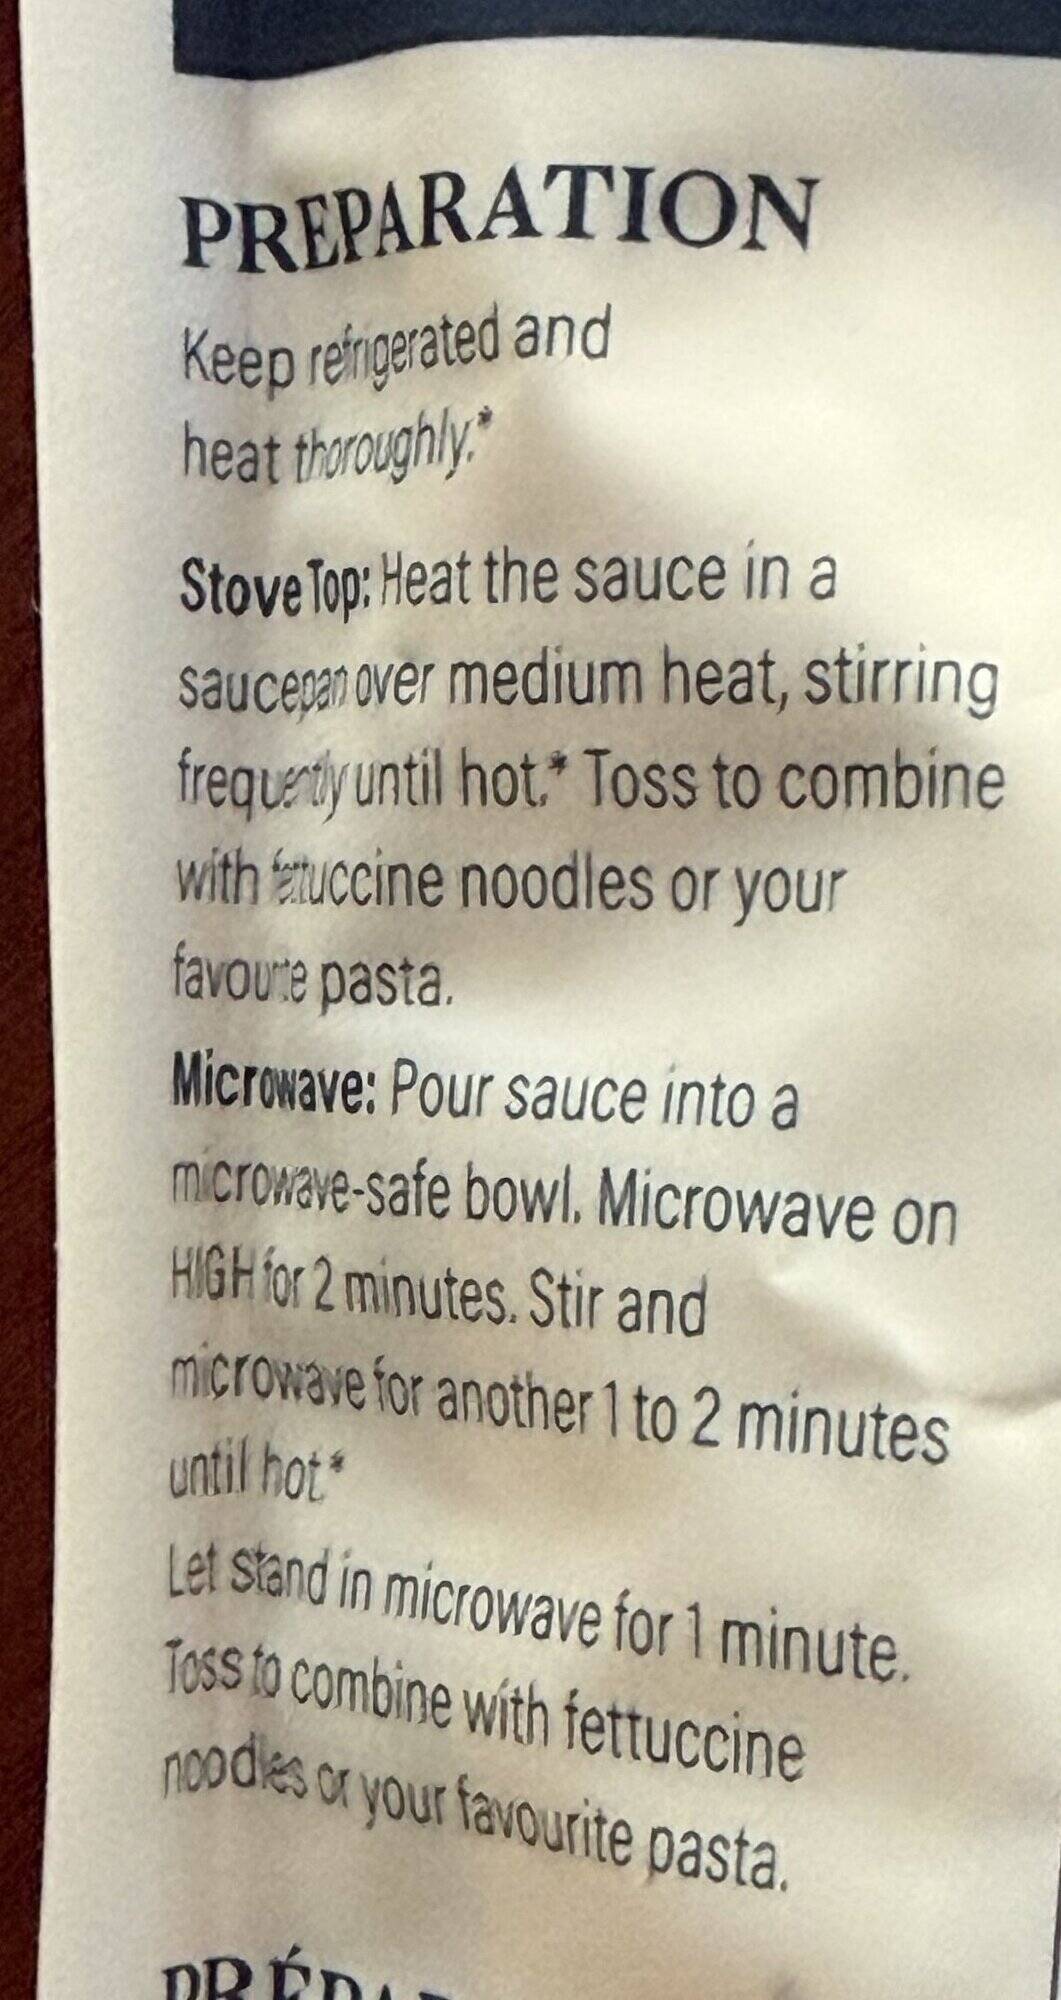 PREPARATION
Keep refrigerated and
heat thoroughly.*
Stove Top: Heat the sauce in a
saucepan over medium heat, stirring
frequently until hot.* Toss to combine
with fettuccine noodles or your
favourite pasta.
Microwave: Pour sauce into a
microwave-safe bowl. Microwave on
HIGH for 2 minutes. Stir and
microwave for another 1 to 2 minutes
until hot.*
Let stand in microwave for 1 minute.
Toss to combine with fettuccine
noodles or your favourite pasta.